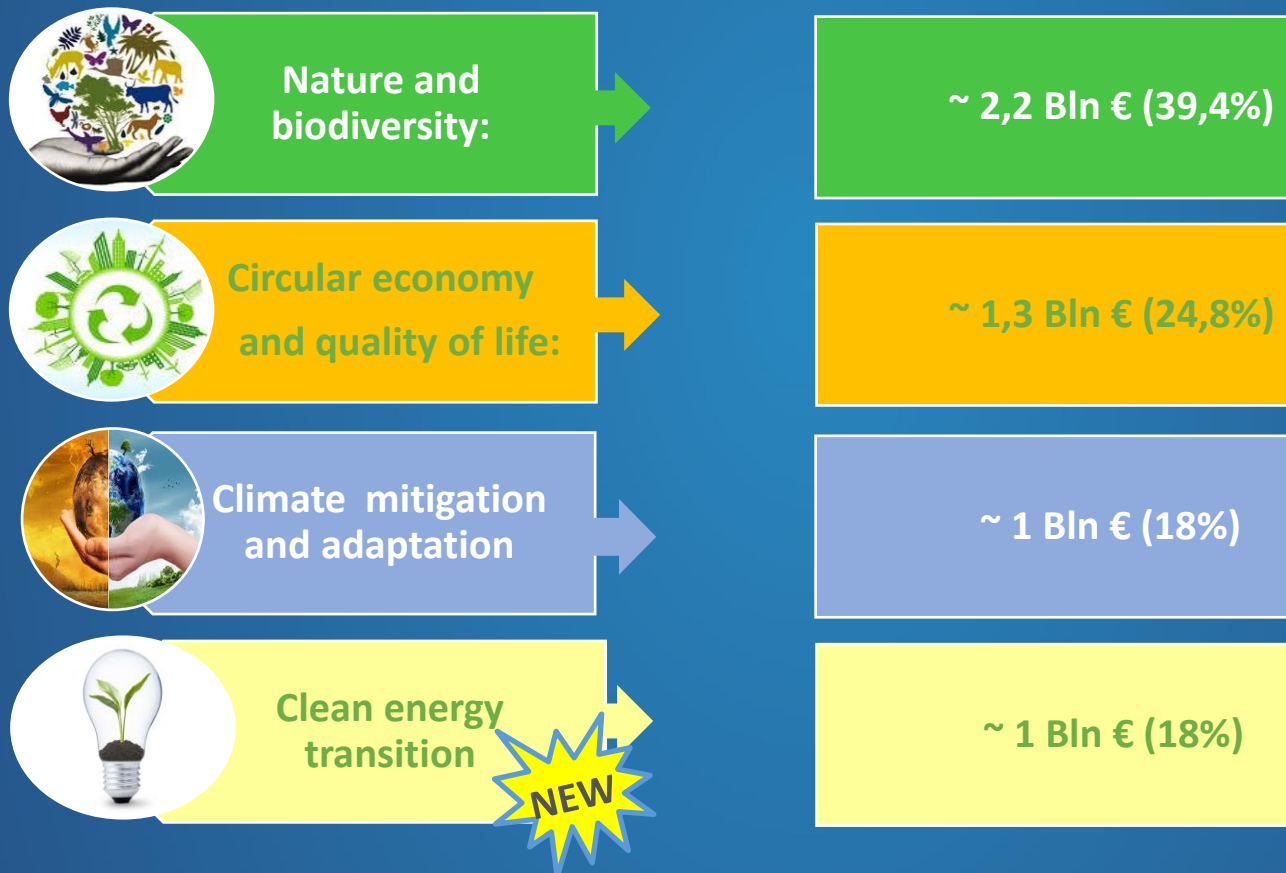 Nature and
biodiversity:
~ 2,2 Bln € (39,4%)
Circular economy
and quality of life:
~ 1,3 Bln € (24,8%)
Climate  mitigation
and adaptation
~ 1 Bln € (18%)
Clean energy
transition
NEW
~ 1 Bln € (18%)